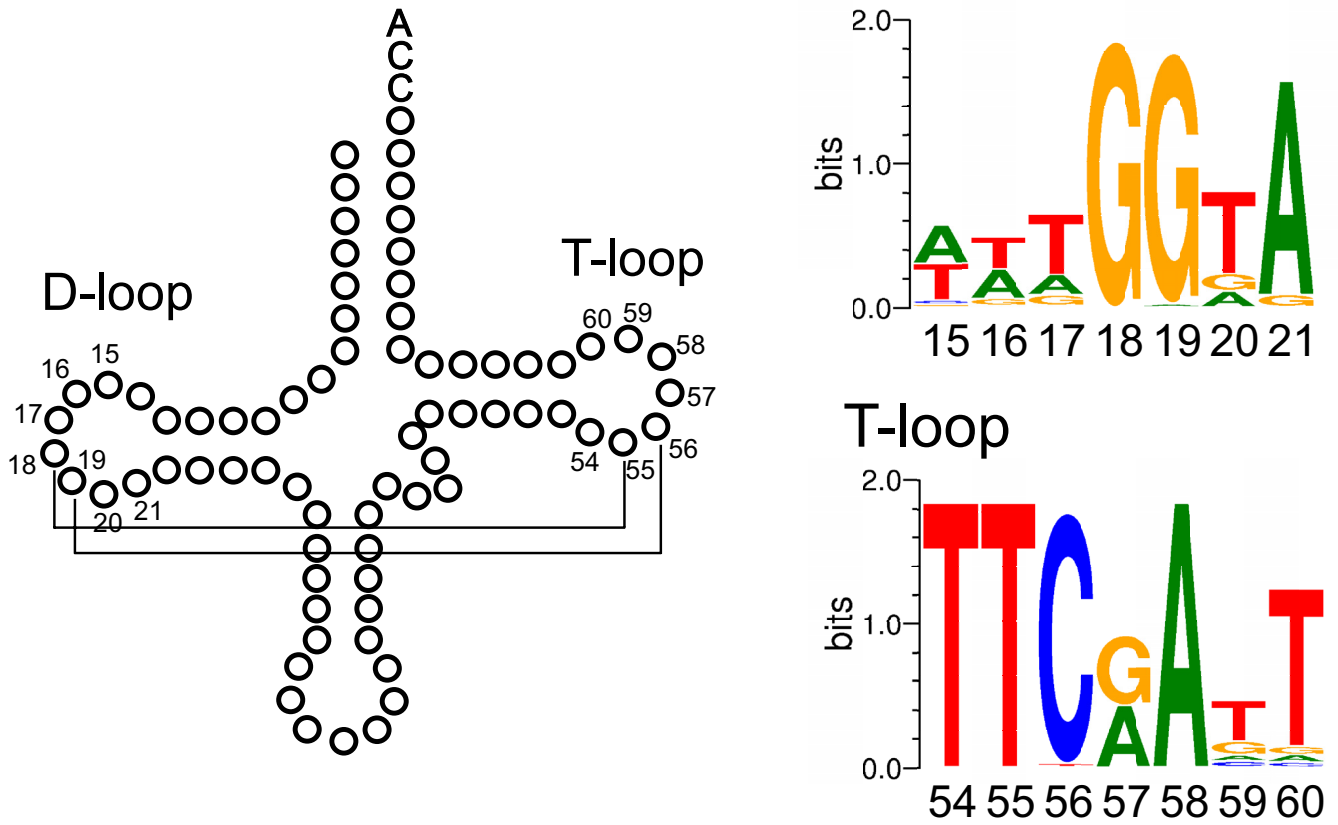 A
C
C
D-loop
T-loop
15
16
17
18
19
20
21
54
55
56
57
58
59
60
2.0
bits
1.0
0.0
A T T G G T A
T A A G
G G A G
15 16 17 18 19 20 21
T-loop
2.0
bits
1.0
0.0
T T C G A T T
A G G
A A
C C
54 55 56 57 58 59 60